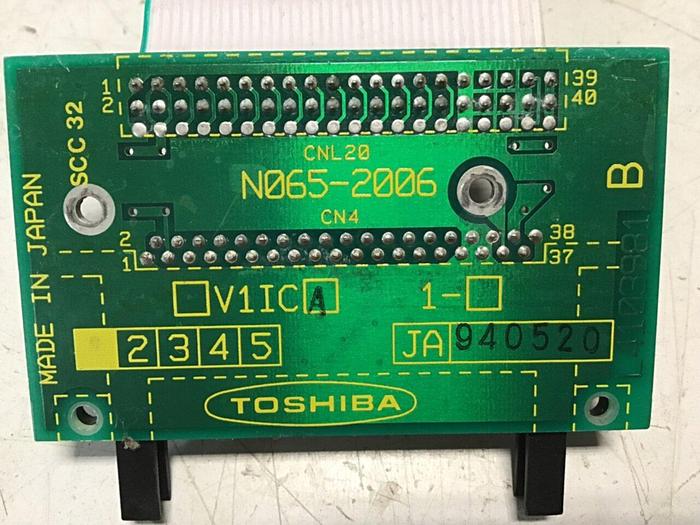 1 39
2 40
SCC 32
CNL20
N065-2006
B
MADE IN JAPAN
CN4
2 38
1 37
V1IC A 1-
2 3 4 5 JA 940520
TOSHIBA